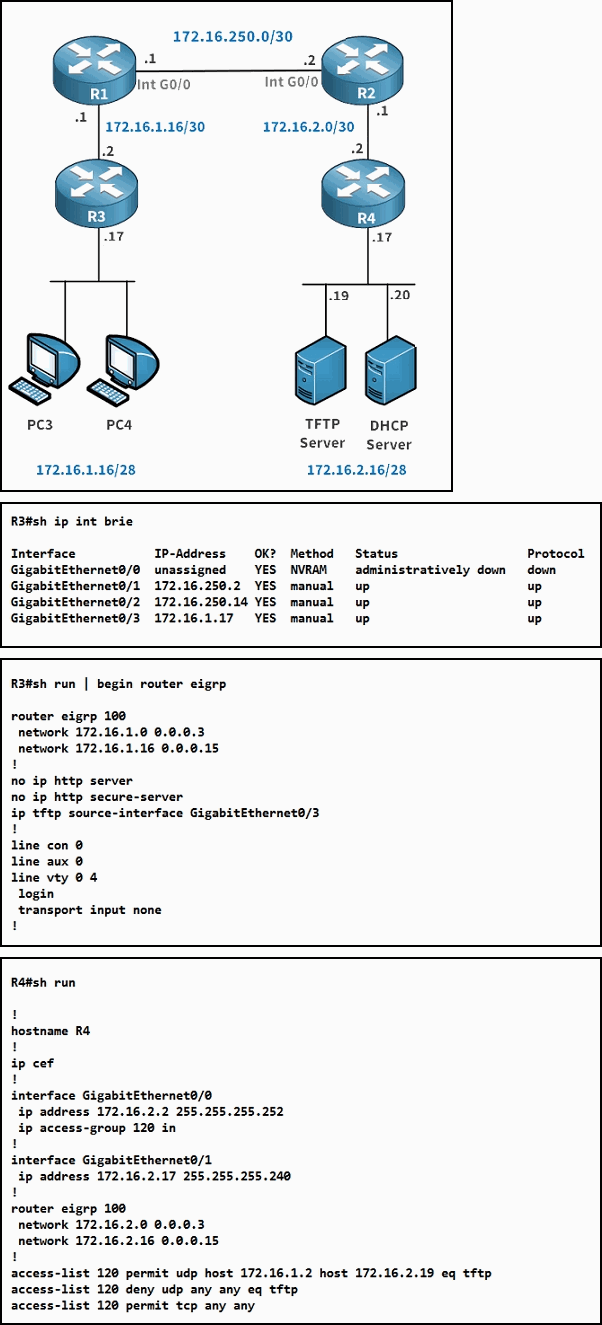 172.16.250.0/30
.1 .2
Int G0/0 Int G0/0
R1 R2
.1 .1
172.16.1.16/30 172.16.2.0/30
.2 .2
R3 R4
.17 .17
.19 .20
PC3 PC4 TFTP Server DHCP Server
172.16.1.16/28 172.16.2.16/28
R3#sh ip int brie
Interface IP-Address OK? Method Status Protocol
GigabitEthernet0/0 unassigned YES NVRAM administratively down down
GigabitEthernet0/1 172.16.250.2 YES manual up up
GigabitEthernet0/2 172.16.250.14 YES manual up up
GigabitEthernet0/3 172.16.1.17 YES manual up up
R3#sh run | begin router eigrp
router eigrp 100
network 172.16.1.0 0.0.0.3
network 172.16.1.16 0.0.0.15
!
no ip http server
no ip http secure-server
ip tftp source-interface GigabitEthernet0/3
!
line con 0
line aux 0
line vty 0 4
login
transport input none
!
R4#sh run
!
hostname R4
!
ip cef
!
interface GigabitEthernet0/0
ip address 172.16.2.2 255.255.255.252
ip access-group 120 in
!
interface GigabitEthernet0/1
ip address 172.16.2.17 255.255.255.240
!
router eigrp 100
network 172.16.2.0 0.0.0.3
network 172.16.2.16 0.0.0.15
!
access-list 120 permit udp host 172.16.1.2 host 172.16.2.19 eq tftp
access-list 120 deny udp any any eq tftp
access-list 120 permit tcp any any